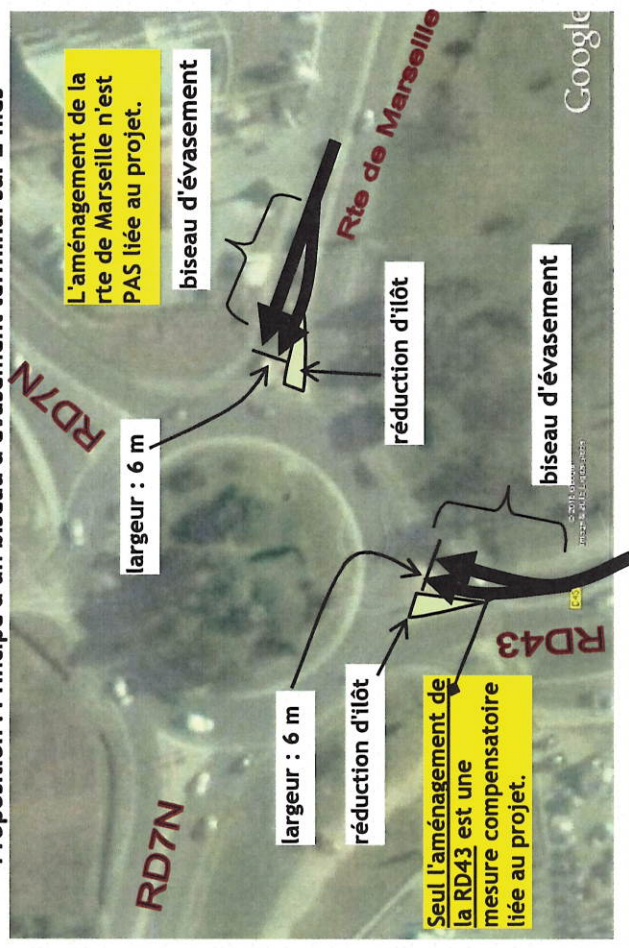 Proposition : Principe d'un biseau d'évasement terminal sur 2 files
RD7N
L'aménagement de la
rte de Marseille n'est
PAS liée au projet.
biseau d'évasement
largeur : 6 m
Rte de Marseille
réduction d'ilôt
RD7N
largeur : 6 m
réduction d'ilôt
biseau d'évasement
Seul l'aménagement de
la RD43 est une
mesure compensatoire
liée au projet.
RD43
Google